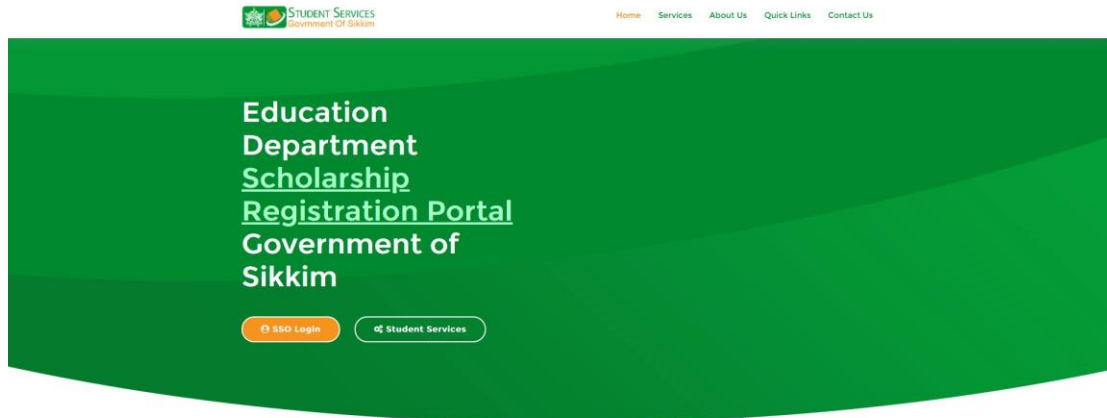 STUDENT SERVICES
Govrnment Of Sikkim
Home Services About Us Quick Links Contact Us
Education
Department
Scholarship
Registration Portal
Government of
Sikkim
SSO Login
Student Services